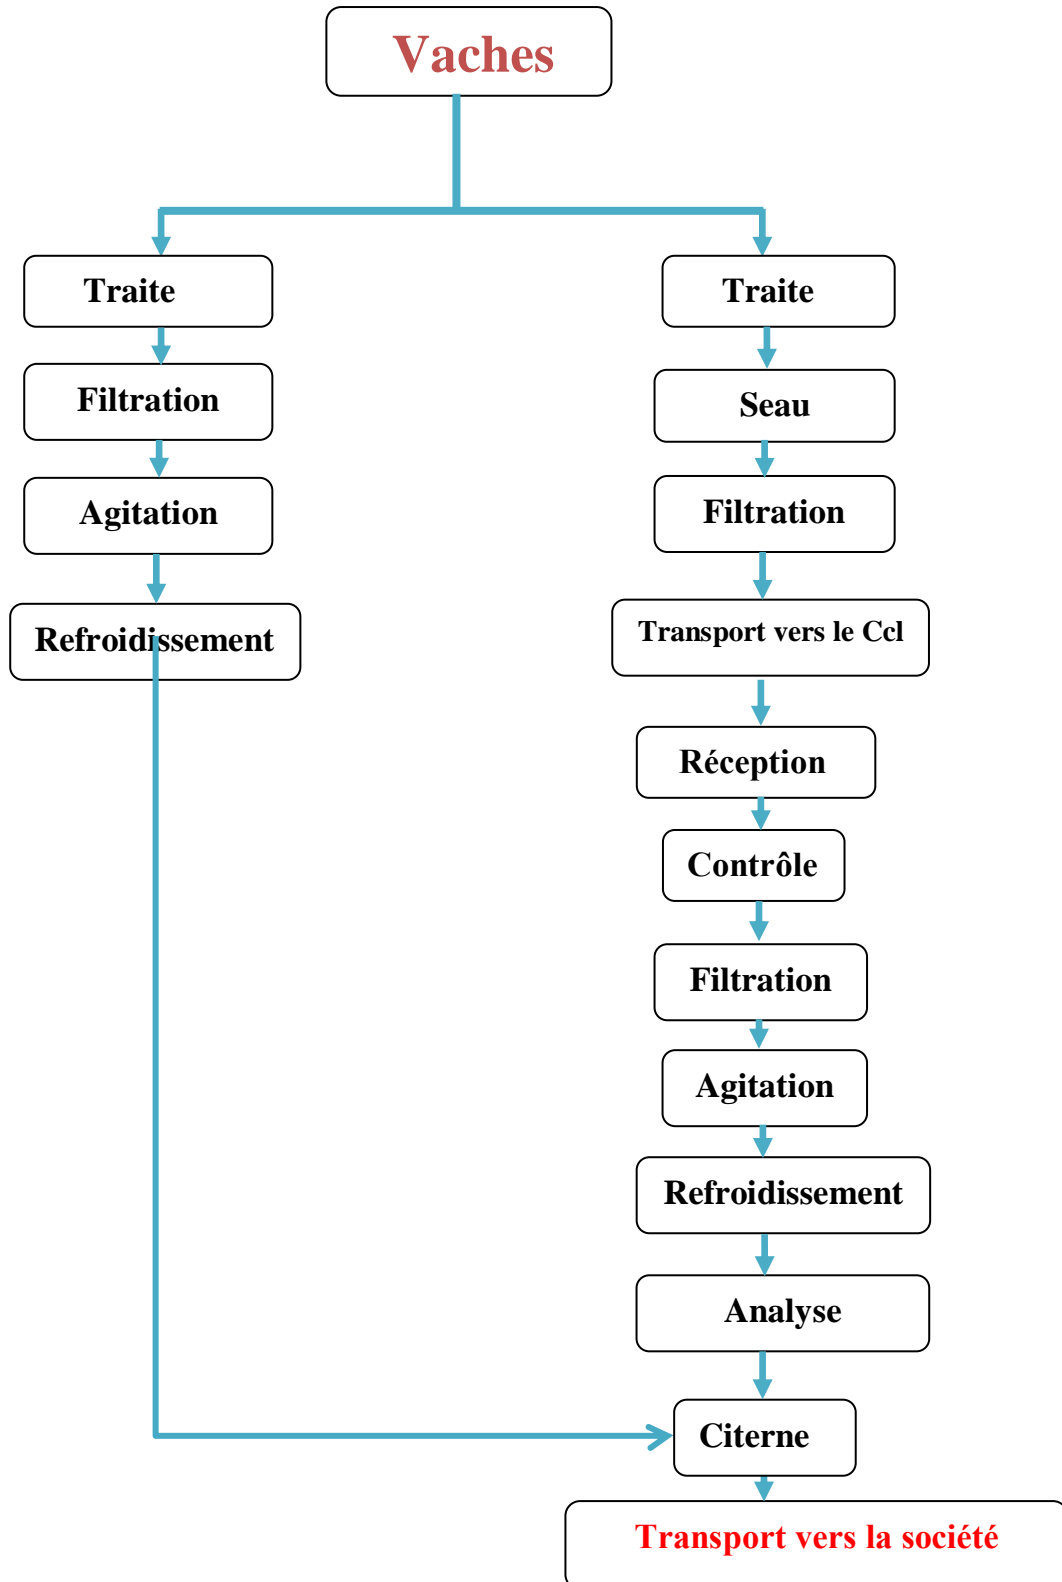 Vaches
Traite
Filtration
Agitation
Refroidissement
Traite
Seau
Filtration
Transport vers le Ccl
Réception
Contrôle
Filtration
Agitation
Refroidissement
Analyse
Citerne
Transport vers la société